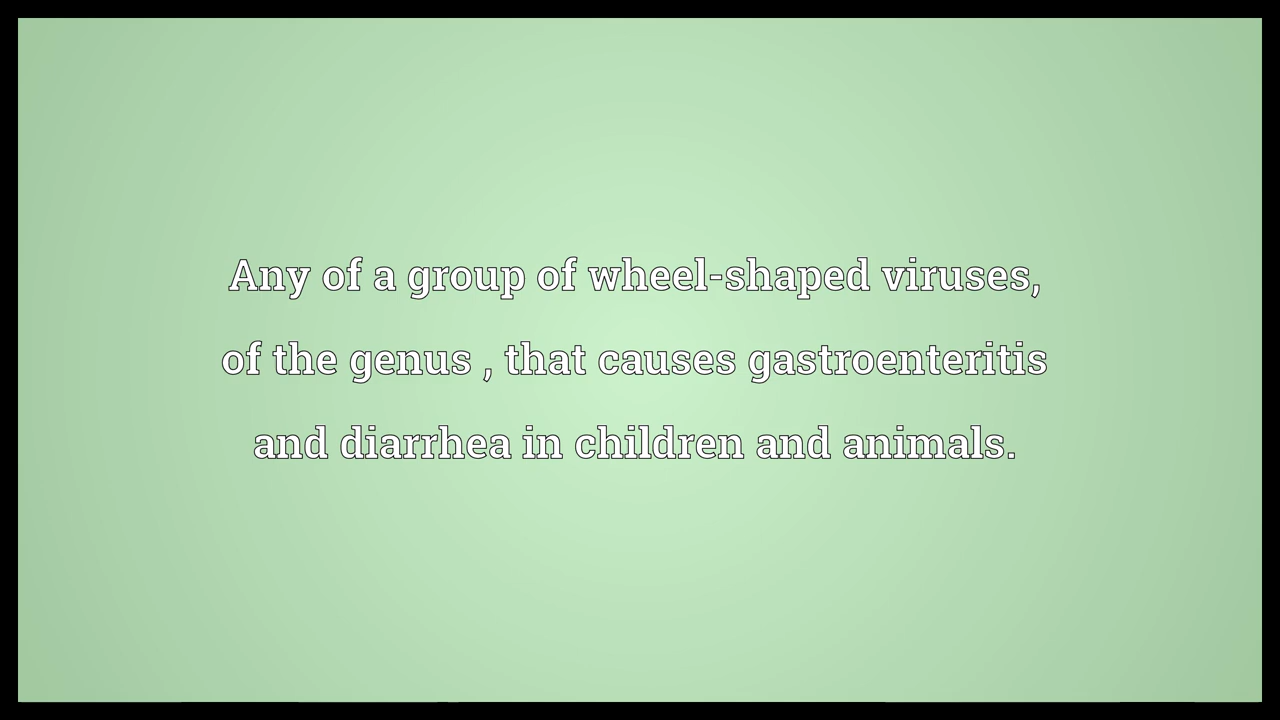 Any of a group of wheel-shaped viruses,
of the genus , that causes gastroenteritis
and diarrhea in children and animals.